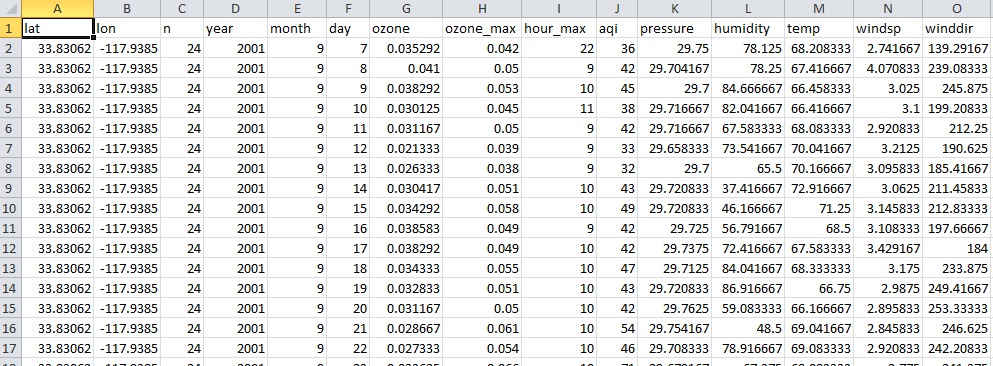 A B C D E F G H I J K L M N O
1 lat lon n year month day ozone ozone_max hour_max aqi pressure humidity temp windsp winddir
2 33.83062 -117.9385 24 2001 9 7 0.035292 0.042 22 36 29.75 78.125 68.208333 2.741667 139.29167
3 33.83062 -117.9385 24 2001 9 8 0.041 0.05 9 42 29.704167 78.25 67.416667 4.070833 239.08333
4 33.83062 -117.9385 24 2001 9 9 0.038292 0.053 10 45 29.7 84.666667 66.458333 3.025 245.875
5 33.83062 -117.9385 24 2001 9 10 0.030125 0.045 11 38 29.716667 82.041667 66.416667 3.1 199.20833
6 33.83062 -117.9385 24 2001 9 11 0.031167 0.05 9 42 29.716667 67.583333 68.083333 2.920833 212.25
7 33.83062 -117.9385 24 2001 9 12 0.021333 0.039 9 33 29.658333 73.541667 70.041667 3.2125 190.625
8 33.83062 -117.9385 24 2001 9 13 0.026333 0.038 9 32 29.7 65.5 70.166667 3.095833 185.41667
9 33.83062 -117.9385 24 2001 9 14 0.030417 0.051 10 43 29.720833 37.416667 72.916667 3.0625 211.45833
10 33.83062 -117.9385 24 2001 9 15 0.034292 0.058 10 49 29.720833 46.166667 71.25 3.145833 212.83333
11 33.83062 -117.9385 24 2001 9 16 0.038583 0.049 9 42 29.725 56.791667 68.5 3.108333 197.66667
12 33.83062 -117.9385 24 2001 9 17 0.038292 0.049 10 42 29.7375 72.416667 67.583333 3.429167 184
13 33.83062 -117.9385 24 2001 9 18 0.034333 0.055 10 47 29.7125 84.041667 68.333333 3.175 233.875
14 33.83062 -117.9385 24 2001 9 19 0.032833 0.051 10 43 29.720833 86.916667 66.75 2.9875 249.41667
15 33.83062 -117.9385 24 2001 9 20 0.031167 0.05 10 42 29.7625 59.083333 66.166667 2.895833 253.33333
16 33.83062 -117.9385 24 2001 9 21 0.028667 0.061 10 54 29.754167 48.5 69.041667 2.845833 246.625
17 33.83062 -117.9385 24 2001 9 22 0.027333 0.054 10 46 29.708333 78.916667 69.083333 2.920833 242.20833